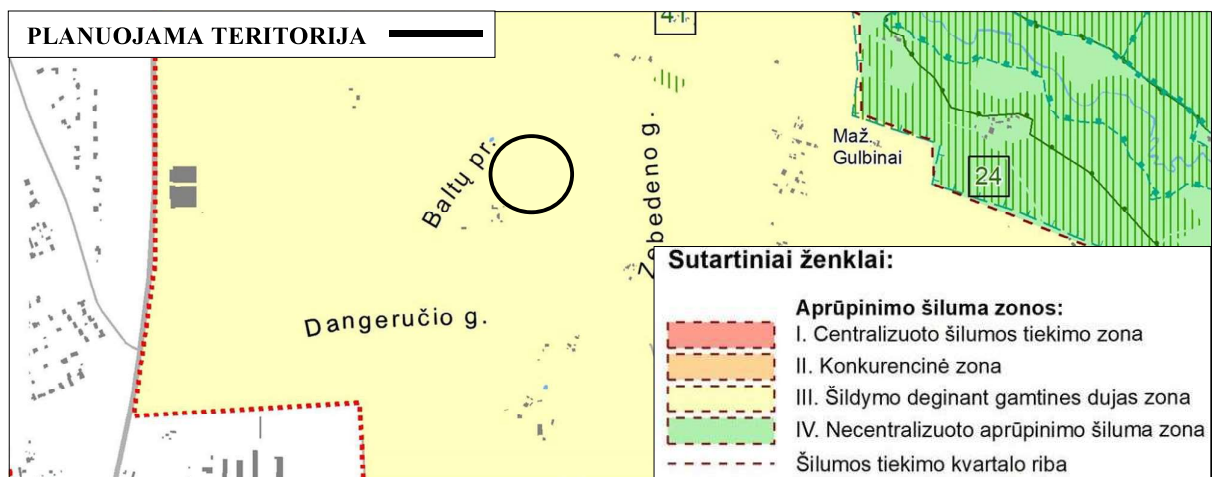 PLANUOJAMA TERITORIJA
41
Baltų pr.
Maž.
Gulbinai
24
Dangeručio g.
g.
Sutartiniai ženklai:
Aprūpinimo šiluma zonos:
I. Centralizuoto šilumos tiekimo zona
II. Konkurencinė zona
III. Šildymo deginant gamtines dujas zona
IV. Necentralizuoto aprūpinimo šiluma zona
Šilumos tiekimo kvartalo riba